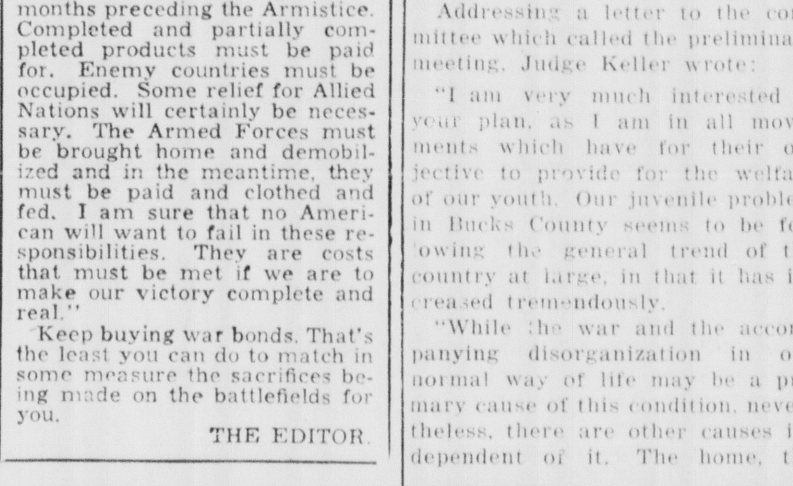 months preceding the Armistice.
Completed and partially com-
pleted products must be paid
for. Enemy countries must be
occupied. Some relief for Allied
Nations will certainly be neces-
sary. The Armed Forces must
be brought home and demobil-
ized and in the meantime, they
must be paid and clothed and
fed. I am sure that no Ameri-
can will want to fail in these re-
sponsibilities. They are costs
that must be met if we are to
make our victory complete and
real."
Keep buying war bonds. That's
the least you can do to match in
some measure the sacrifices be-
ing made on the battlefields for
you.
THE EDITOR.
Addressing a letter to the com
mittee which called the prelimina
meeting, Judge Keller wrote:
"I am very much interested
your plan, as I am in all mov
ments which have for their o
jective to provide for the welfa
of our youth. Our juvenile proble
in Bucks County seems to be fo
lowing the general trend of t
country at large, in that it has i
creased tremendously.
"While the war and the accom
panying disorganization in o
normal way of life may be a pr
mary cause of this condition, neve
theless, there are other causes i
dependent of it. The home, t